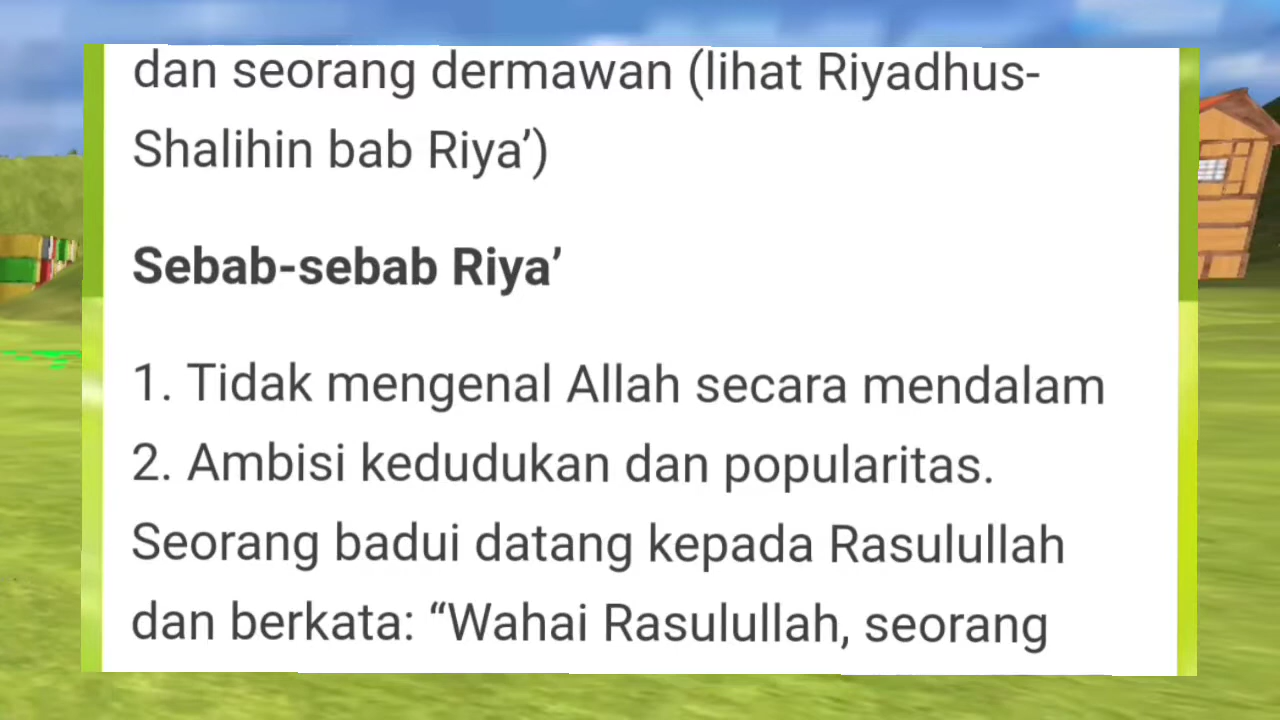 dan seorang dermawan (lihat Riyadhus-
Shalihin bab Riya’)
Sebab-sebab Riya’
1. Tidak mengenal Allah secara mendalam
2. Ambisi kedudukan dan popularitas.
Seorang badui datang kepada Rasulullah
dan berkata: “Wahai Rasulullah, seorang